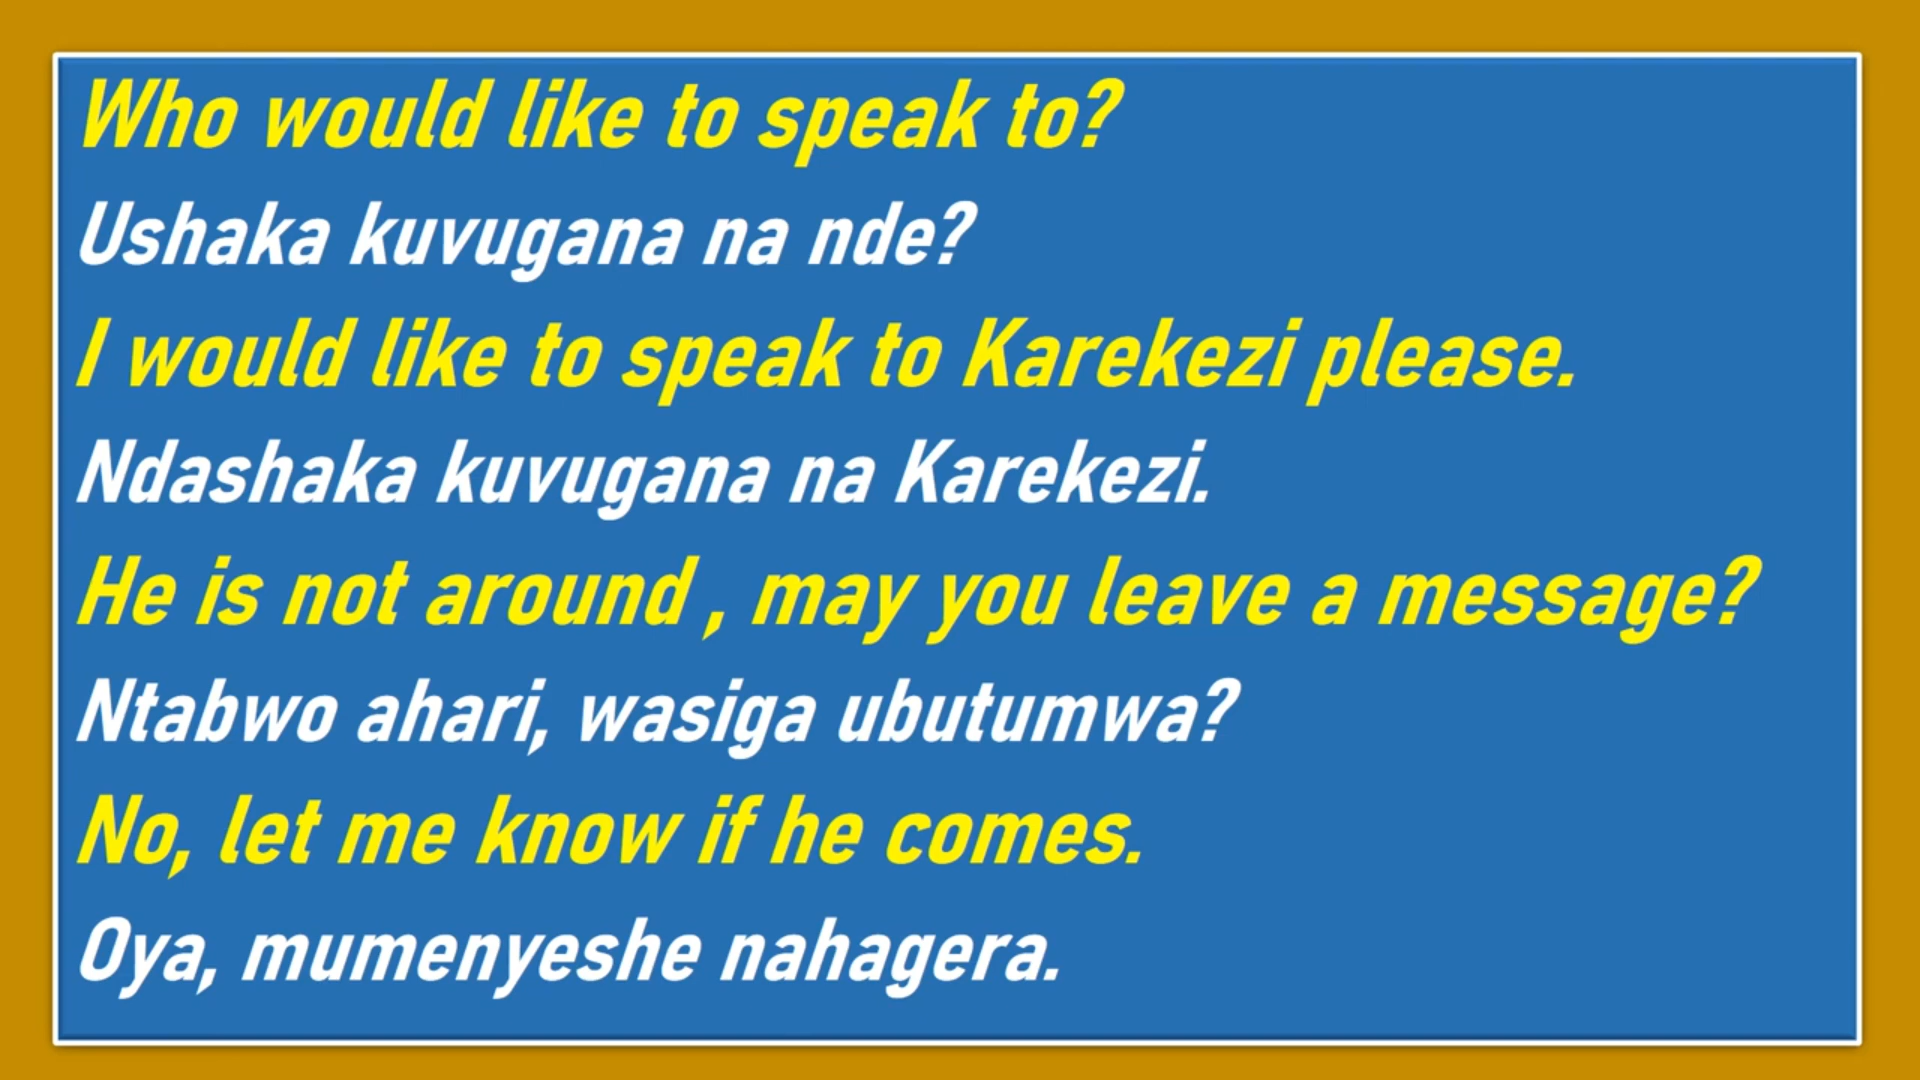 Who would like to speak to?
Ushaka kuvugana na nde?
I would like to speak to Karekezi please.
Ndashaka kuvugana na Karekezi.
He is not around , may you leave a message?
Ntabwo ahari, wasiga ubutumwa?
No, let me know if he comes.
Oya, mumenyeshe nahagera.